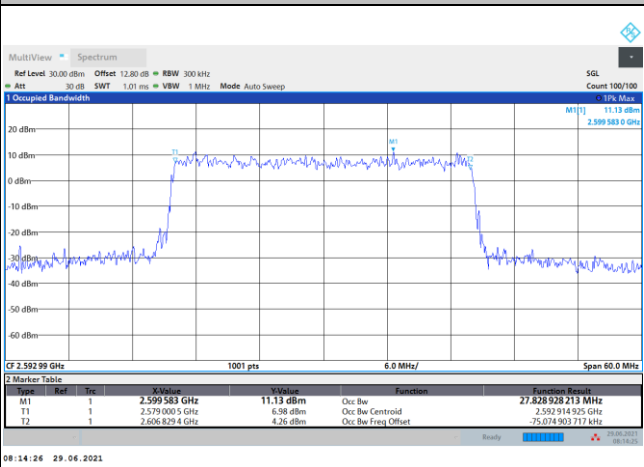 MultiView Spectrum
Ref Level 30.00 dBm Offset 12.80 dB RBW 300 kHz SGL
Att 30 dB SWT 1.01 ms VBW 1 MHz Mode Auto Sweep Count 100/100
1 Occupied Bandwidth 1Pk Max
M1[1] 11.13 dBm
2.599 583 0 GHz
20 dBm
10 dBm
0 dBm
-10 dBm
-20 dBm
-30 dBm
-40 dBm
-50 dBm
-60 dBm
T1
M1
T2
CF 2.592 99 GHz 1001 pts 6.0 MHz/ Span 60.0 MHz
2 Marker Table
Type Ref Trc X-Value Y-Value Function Function Result
M1 1 2.599 583 GHz 11.13 dBm Occ Bw 27.828 928 213 MHz
T1 1 2.579 000 5 GHz 6.98 dBm Occ Bw Centroid 2.592 914 925 GHz
T2 1 2.606 829 4 GHz 4.26 dBm Occ Bw Freq Offset -75.074 903 717 kHz
Ready 29.06.2021
08:14:25
08:14:26 29.06.2021